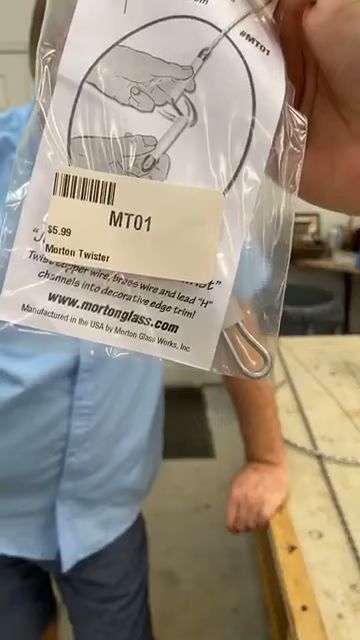 #MT01
MT01
$5.99
Morton Twister
Twist copper wire, brass wire and lead "H"
channels into decorative edge trim!
www.mortonglass.com
Manufactured in the USA by Morton Glass Works, Inc.